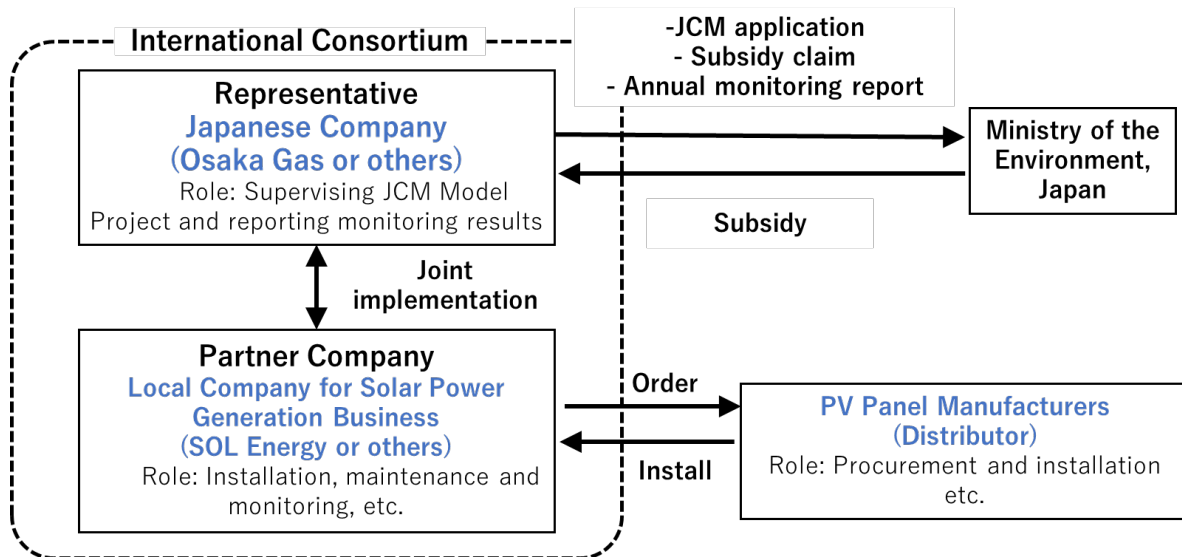 International Consortium
-JCM application
- Subsidy claim
- Annual monitoring report
Representative
Japanese Company
(Osaka Gas or others)
Role: Supervising JCM Model
Project and reporting monitoring results
Ministry of the
Environment,
Japan
Subsidy
Joint
implementation
Partner Company
Local Company for Solar Power
Generation Business
(SOL Energy or others)
Role: Installation, maintenance and
monitoring, etc.
Order
Install
PV Panel Manufacturers
(Distributor)
Role: Procurement and installation
etc.